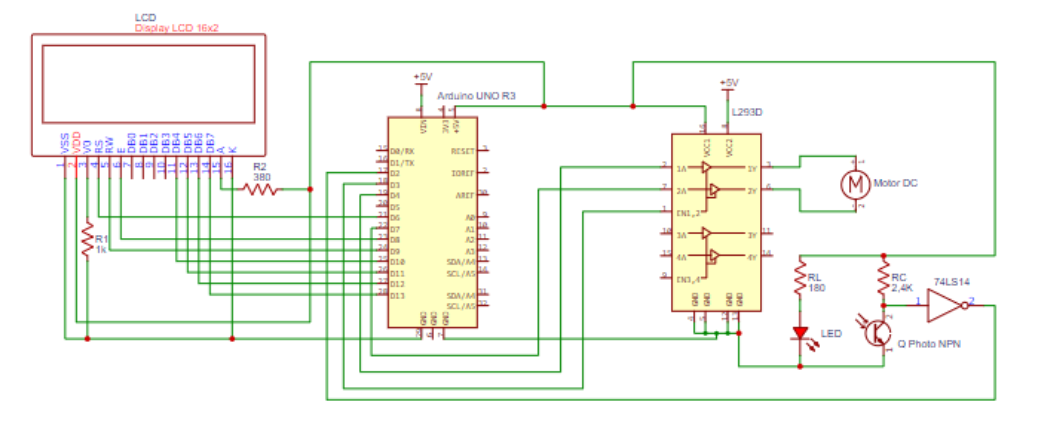 LCD
Display LCD 16x2
VSS VDD V0 RS RW E DB0 DB1 DB2 DB3 DB4 DB5 DB6 DB7 A K
1 2 3 4 5 6 7 8 9 10 11 12 13 14 15 16
R2
380
R1
1k
+5V
Arduino UNO R3
VIN 3V3 +5V
D0/RX
D1/TX
D2
D3
D4
D5
D6
D7
D8
D9
D10
D11
D12
D13
RESET
IOREF
AREF
A0
A1
A2
A3
SDA/A4
SCL/A5
SDA/A4
SCL/A5
GND GND GND
+5V
L293D
VCC1 VCC2
1A 1Y
2A 2Y
EN1,2
3A 3Y
4A 4Y
EN3,4
GND GND GND GND
M
Motor DC
RL
180
LED
RC
2,4K
74LS14
1 2
Q Photo NPN